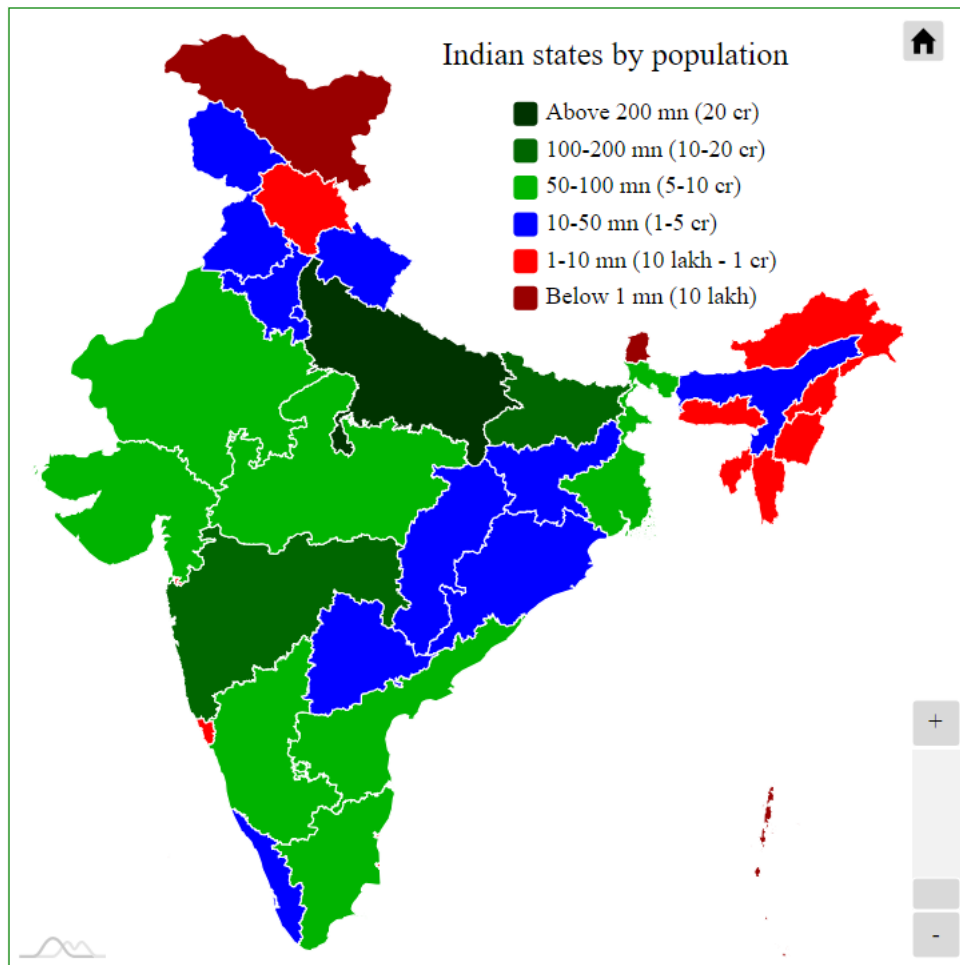 Indian states by population
Above 200 mn (20 cr)
100-200 mn (10-20 cr)
50-100 mn (5-10 cr)
10-50 mn (1-5 cr)
1-10 mn (10 lakh - 1 cr)
Below 1 mn (10 lakh)
+
-